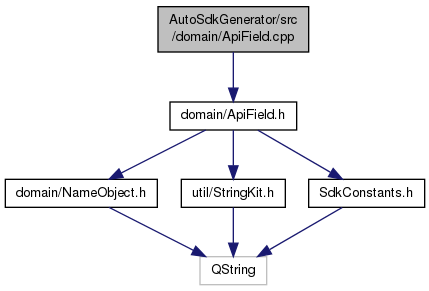 AutoSdkGenerator/src
/domain/ApiField.cpp
domain/ApiField.h
domain/NameObject.h
util/StringKit.h
SdkConstants.h
QString